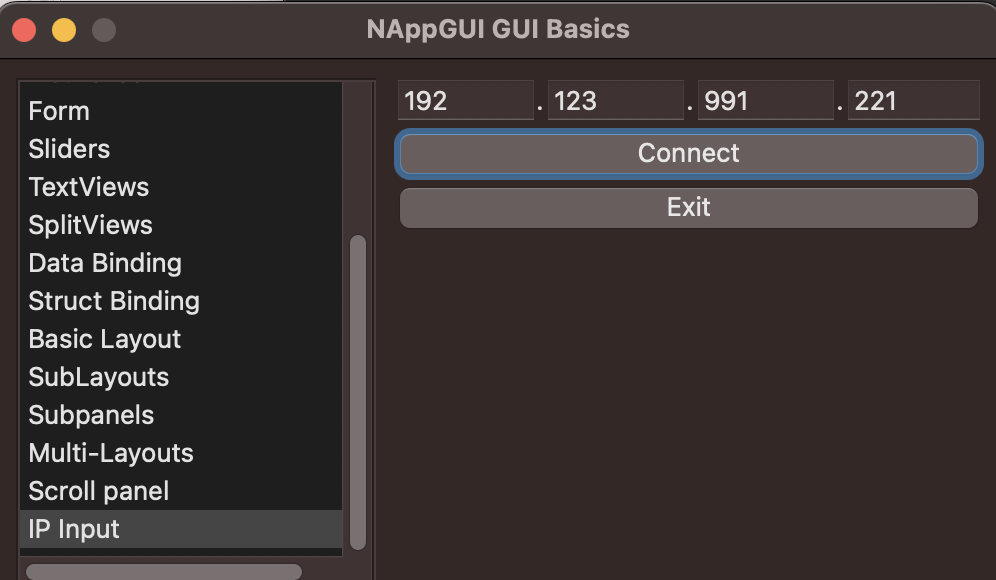 NAppGUI GUI Basics
Form
Sliders
TextViews
SplitViews
Data Binding
Struct Binding
Basic Layout
SubLayouts
Subpanels
Multi-Layouts
Scroll panel
IP Input
192 . 123 . 991 . 221
Connect
Exit